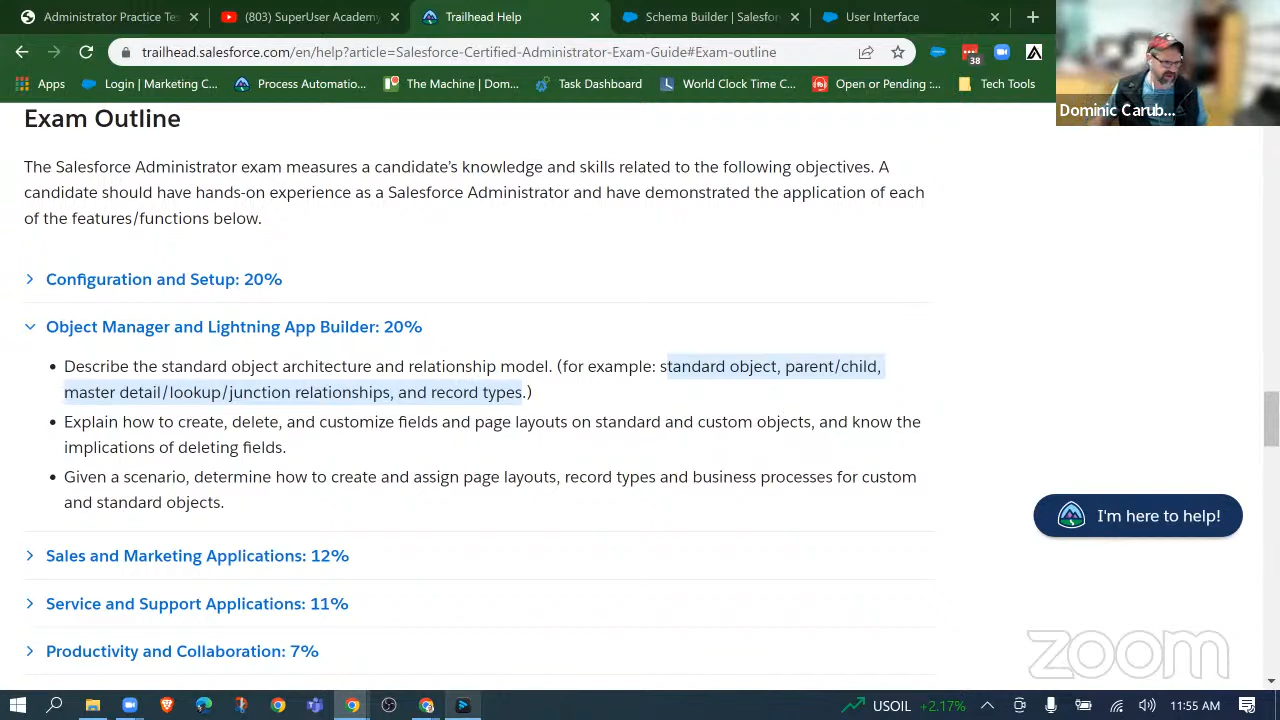 Administrator Practice Tes
(803) SuperUser Academy
Trailhead Help
Schema Builder | Salesfor
User Interface
trailhead.salesforce.com/en/help?article=Salesforce-Certified-Administrator-Exam-Guide#Exam-outline
38
Apps
Login | Marketing C...
Process Automatio...
The Machine | Dom...
Task Dashboard
World Clock Time C...
Open or Pending :...
Tech Tools
Dominic Carub...
Exam Outline
The Salesforce Administrator exam measures a candidate's knowledge and skills related to the following objectives. A
candidate should have hands-on experience as a Salesforce Administrator and have demonstrated the application of each
of the features/functions below.
Configuration and Setup: 20%
Object Manager and Lightning App Builder: 20%
• Describe the standard object architecture and relationship model. (for example: standard object, parent/child,
master detail/lookup/junction relationships, and record types.)
• Explain how to create, delete, and customize fields and page layouts on standard and custom objects, and know the
implications of deleting fields.
• Given a scenario, determine how to create and assign page layouts, record types and business processes for custom
and standard objects.
I'm here to help!
Sales and Marketing Applications: 12%
Service and Support Applications: 11%
Productivity and Collaboration: 7%
zoom
USOIL +2.17%
11:55 AM